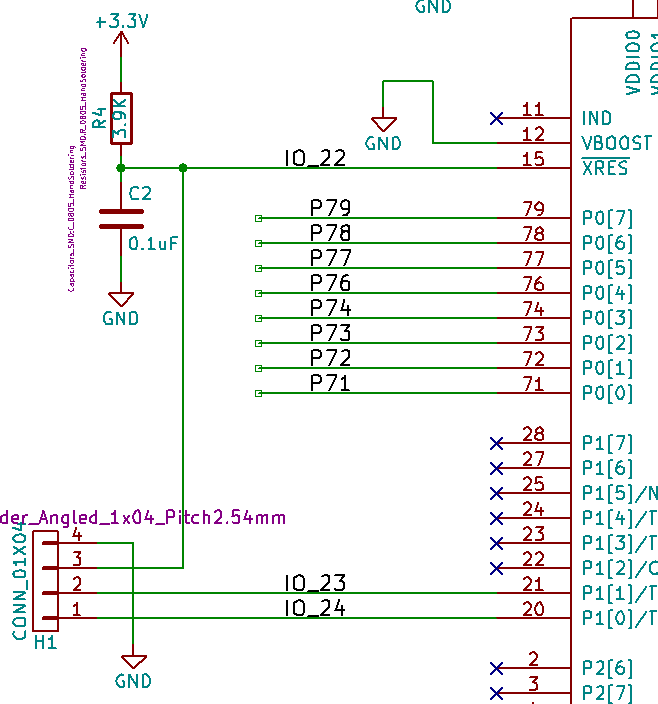 GND
+3.3V
VDDIO0
R4
3.9K
Resistors_SMD:R_0805_HandSoldering
Capacitors_SMD:C_0805_HandSoldering
C2
0.1uF
GND
GND
11 IND
12 VBOOST
IO_22 15 XRES
P79 79 P0[7]
P78 78 P0[6]
P77 77 P0[5]
P76 76 P0[4]
P74 74 P0[3]
P73 73 P0[2]
P72 72 P0[1]
P71 71 P0[0]
28 P1[7]
27 P1[6]
25 P1[5]/N
24 P1[4]/T
23 P1[3]/T
22 P1[2]/
IO_23 21 P1[1]/T
IO_24 20 P1[0]/T
2 P2[6]
3 P2[7]
der_Angled_1x04_Pitch2.54mm
CONN_01X04
4
3
2
1
H1
GND